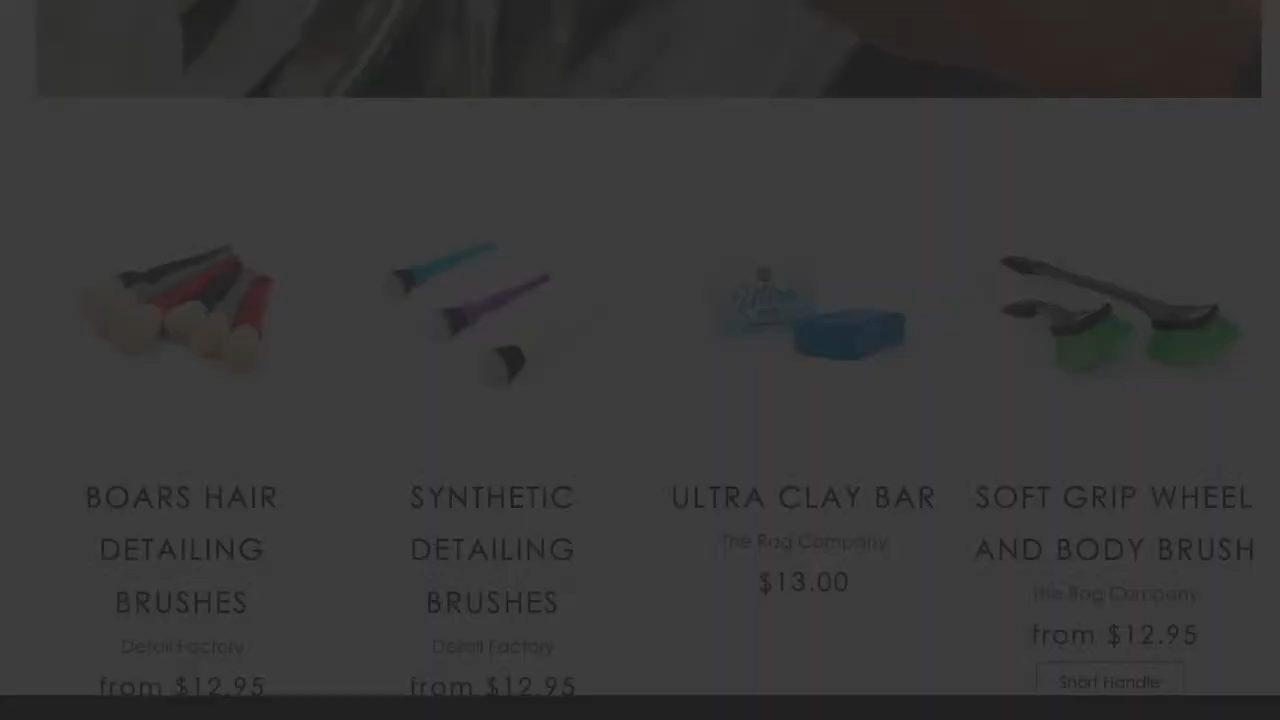 Ultra
BOARS HAIR
DETAILING
BRUSHES
Detail Factory
from $12.95
SYNTHETIC
DETAILING
BRUSHES
Detail Factory
from $12.95
ULTRA CLAY BAR
The Rag Company
$13.00
SOFT GRIP WHEEL
AND BODY BRUSH
The Rag Company
from $12.95
Short Handle